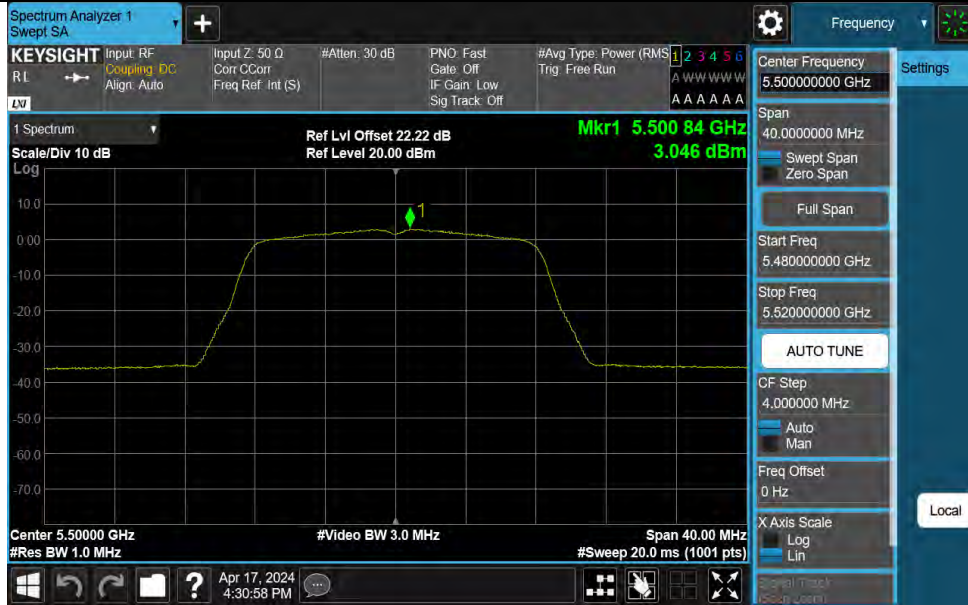 Spectrum Analyzer 1
Swept SA
Frequency
KEYSIGHT
RL
LXI
Input: RF
Coupling: DC
Align: Auto
Input Z: 50 Ω
Corr CCorr
Freq Ref: Int (S)
#Atten: 30 dB
PNO: Fast
Gate: Off
IF Gain: Low
Sig Track: Off
#Avg Type: Power (RMS
Trig: Free Run
1 2 3 4 5 6
A W W W W W
A A A A A A
1 Spectrum
Scale/Div 10 dB
Log
Ref Lvl Offset 22.22 dB
Ref Level 20.00 dBm
Mkr1 5.500 84 GHz
3.046 dBm
1
10.0
0.00
-10.0
-20.0
-30.0
-40.0
-50.0
-60.0
-70.0
Center 5.50000 GHz
#Res BW 1.0 MHz
#Video BW 3.0 MHz
Span 40.00 MHz
#Sweep 20.0 ms (1001 pts)
Center Frequency
5.500000000 GHz
Span
40.0000000 MHz
Swept Span
Zero Span
Full Span
Start Freq
5.480000000 GHz
Stop Freq
5.520000000 GHz
AUTO TUNE
CF Step
4.000000 MHz
Auto
Man
Freq Offset
0 Hz
X Axis Scale
Log
Lin
Signal Track
(Span Zoom)
Settings
Local
?
Apr 17, 2024
4:30:58 PM